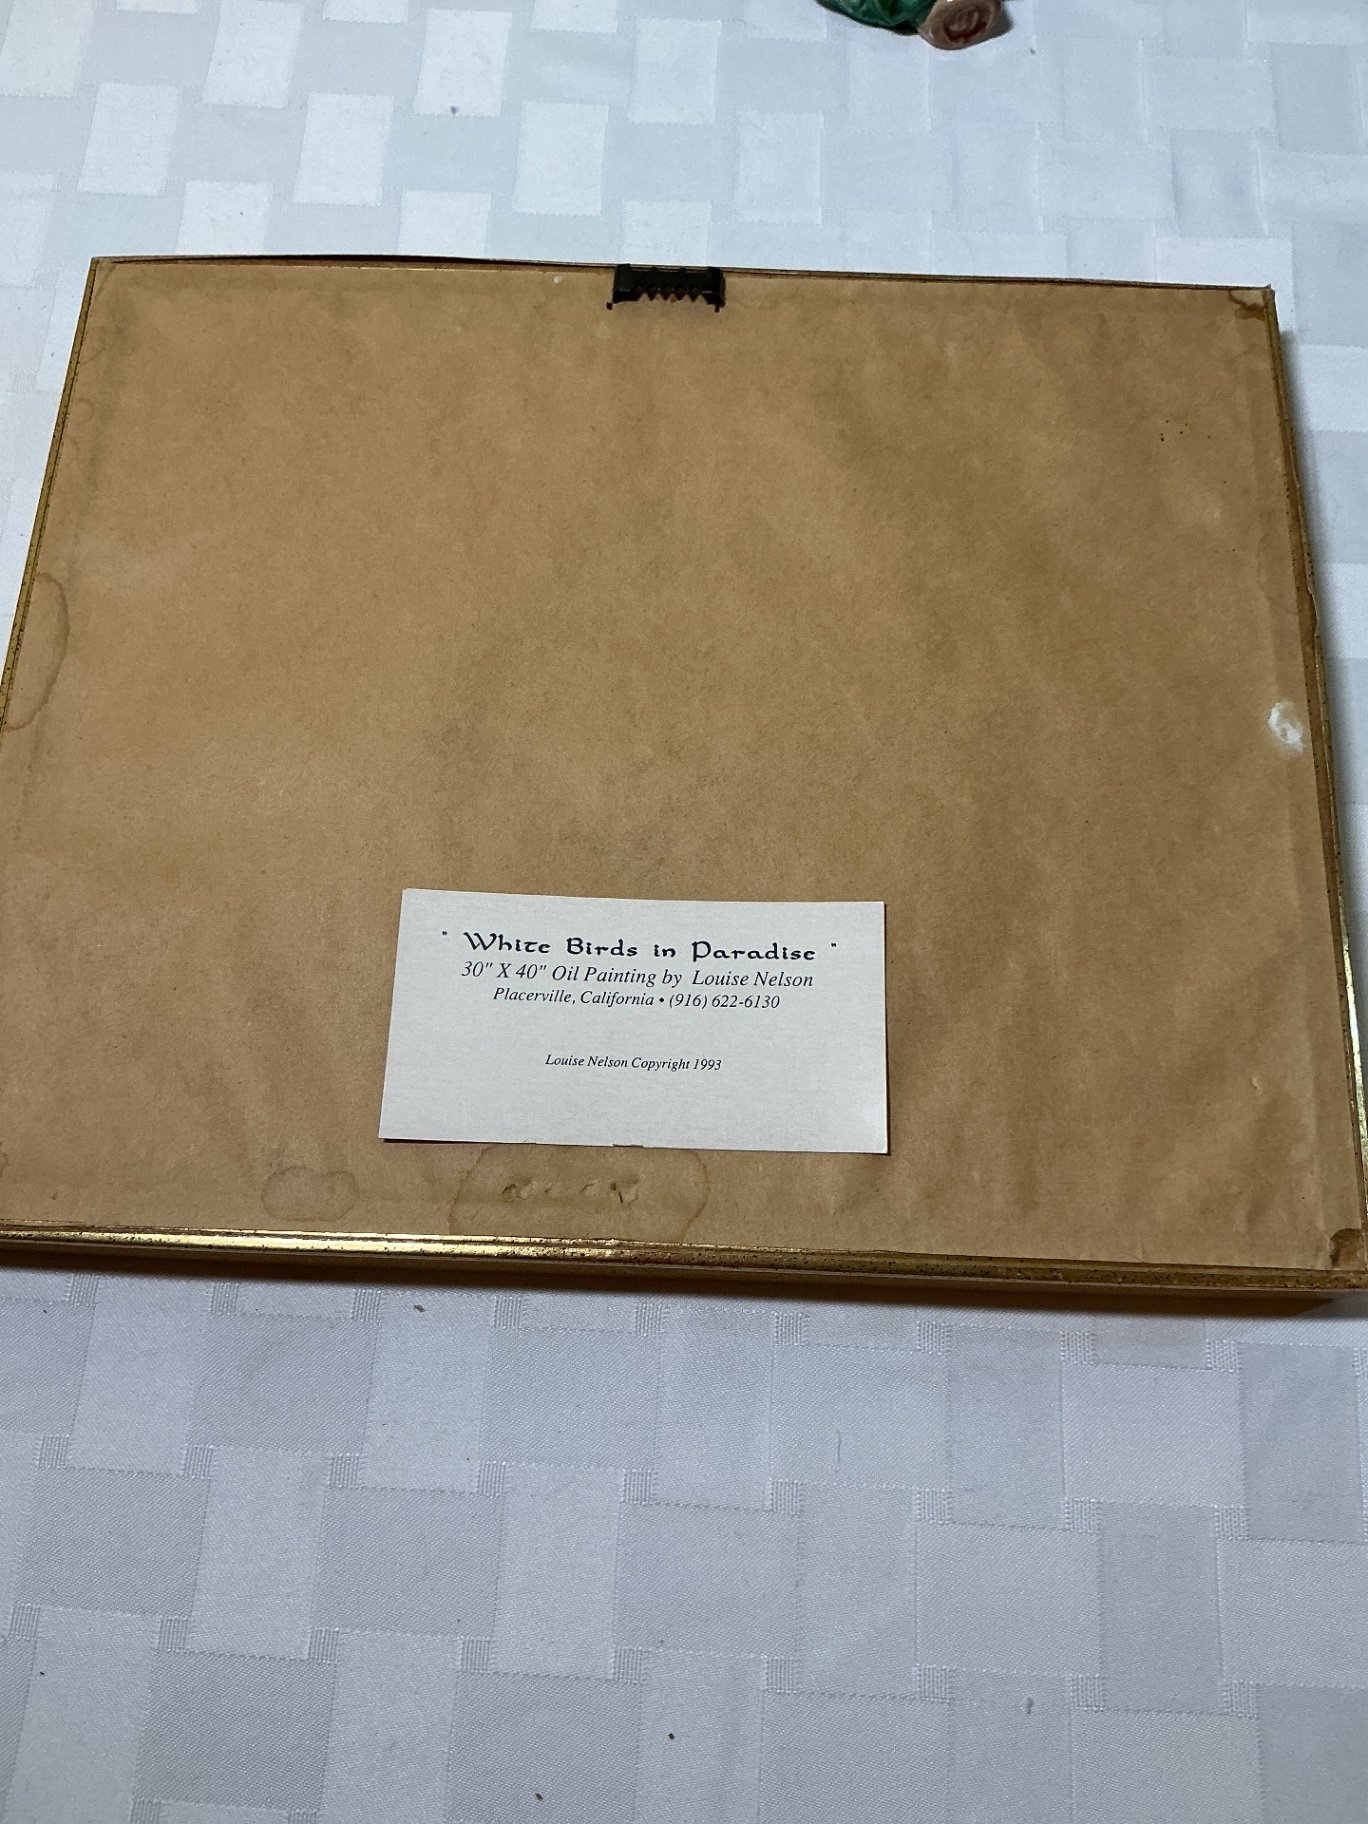 " White Birds in Paradise "
30" X 40" Oil Painting by Louise Nelson
Placerville, California • (916) 622-6130
Louise Nelson Copyright 1993